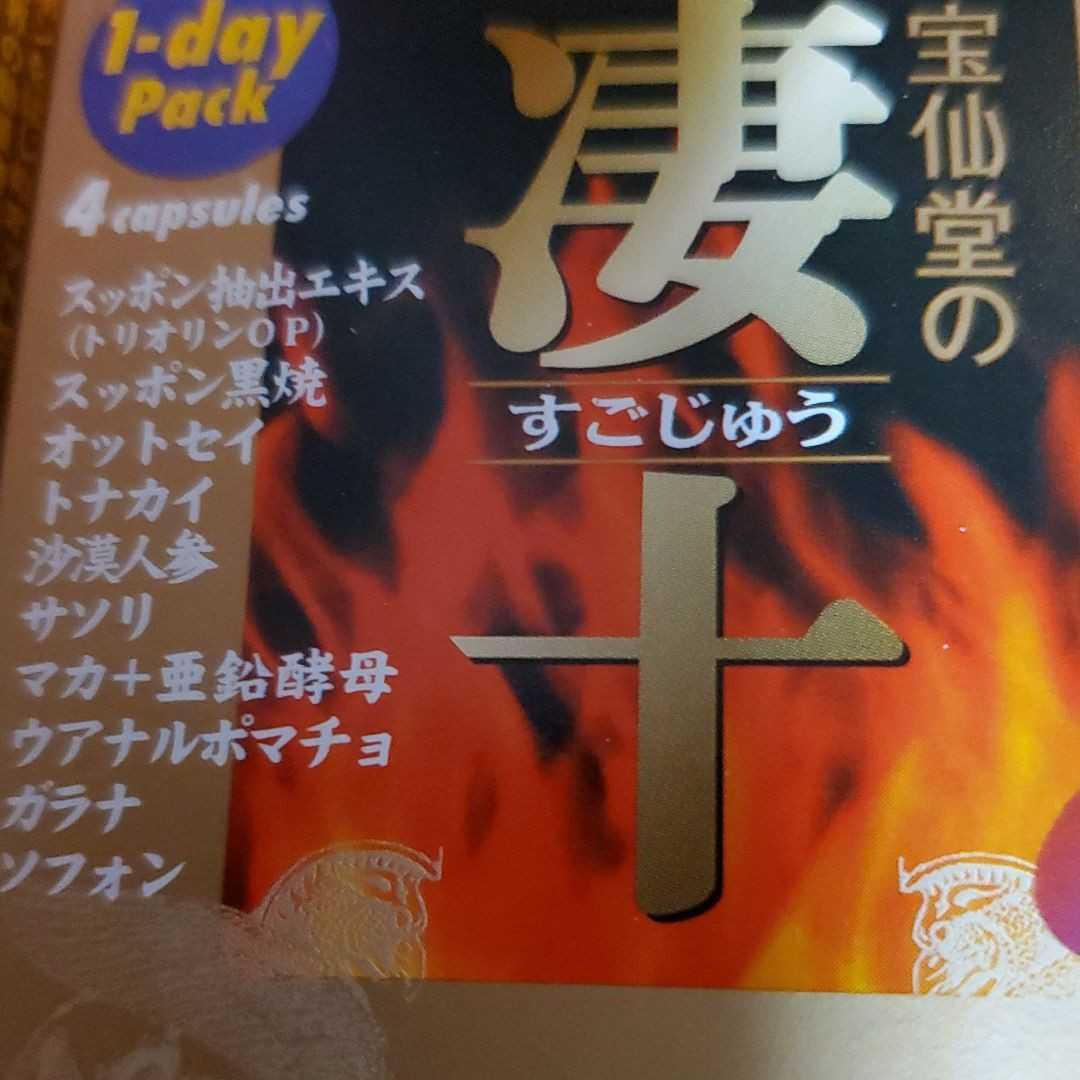 1-day
Pack
4 capsules
スッポン抽出エキス
(トリオリンOP)
スッポン黒焼
オットセイ
トナカイ
沙漠人参
サソリ
マカ+亜鉛酵母
ウアナルポマチョ
ガラナ
ソフォン
宝仙堂の
凄
すごじゅう
十